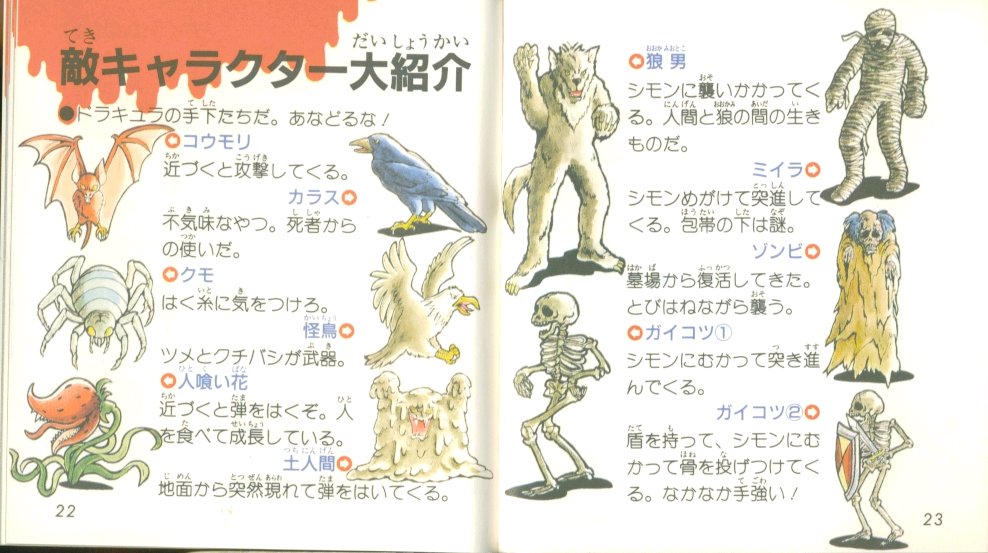 敵キャラクター大紹介
●ドラキュラの手下たちだ。あなどるな!
コウモリ
近づくと攻撃してくる。
カラス
不気味なやつ。死者から
の使いだ。
クモ
はく糸に気をつけろ。
怪鳥
ツメとクチバシが武器。
人喰い花
近づくと弾をはくぞ。人
を食べて成長している。
土人間
地面から突然現れて弾をはいてくる。
22
狼男
シモンに襲いかかってく
る。人間と狼の間の生き
ものだ。
ミイラ
シモンめがけて突進して
くる。包帯の下は謎。
ゾンビ
墓場から復活してきた。
とびはねながら襲う。
ガイコツ①
シモンにむかって突き進
んでくる。
ガイコツ②
盾を持って、シモンにむ
かって骨を投げつけてく
る。なかなか手強い!
23